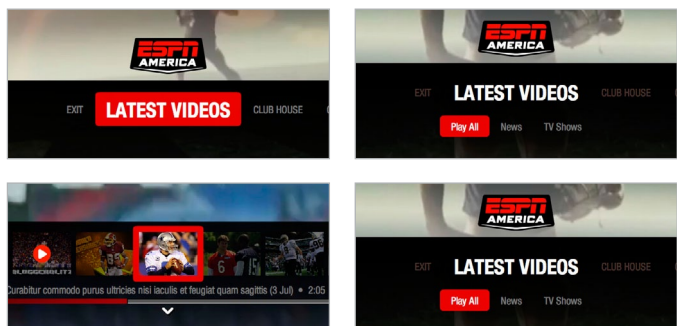 ESPN
AMERICA
EXIT LATEST VIDEOS CLUB HOUSE
ESPN
AMERICA
EXIT LATEST VIDEOS CLUB HOUSE
Play All News TV Shows
Curabitur commodo purus ultricies nisi iaculis et feugiat quam sagittis (3 Jul) • 2:05
ESPN
AMERICA
EXIT LATEST VIDEOS CLUB HOUSE
Play All News TV Shows